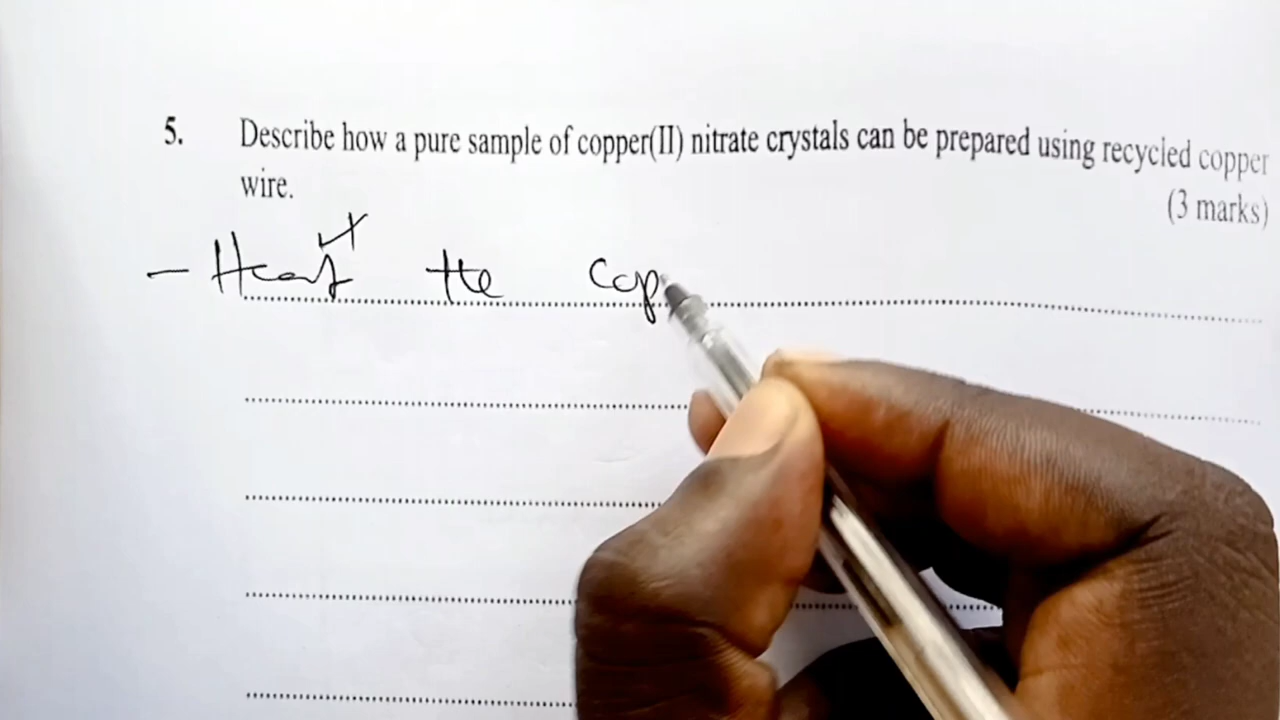 5. Describe how a pure sample of copper(II) nitrate crystals can be prepared using recycled copper
wire.
(3 marks)
- Heat the cop